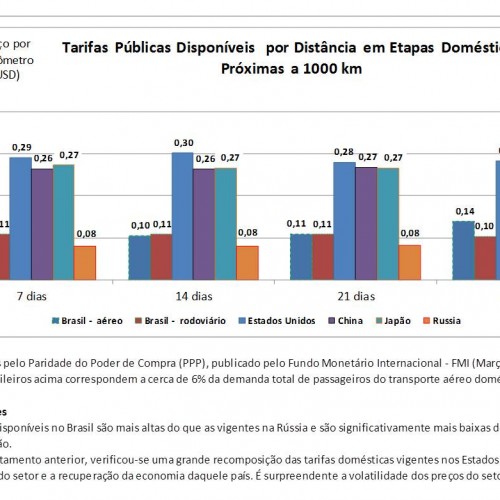 ço por
ômetro
USD)
Tarifas Públicas Disponíveis por Distância em Etapas Doméstic
Próximas a 1000 km
11 0,29 0,26 0,27 0,08
0,10 0,11 0,30 0,26 0,27 0,08
0,11 0,11 0,28 0,27 0,27 0,08
0,14 0,10 0,
7 dias 14 dias 21 dias
Brasil - aéreo Brasil - rodoviário Estados Unidos China Japão Russia
s pelo Paridade do Poder de Compra (PPP), publicado pelo Fundo Monetário Internacional - FMI (Març
ileiros acima correspondem a cerca de 6% da demanda total de passageiros do transporte aéreo domé
es
isponíveis no Brasil são mais altas do que as vigentes na Rússia e são significativamente mais baixas d
ão.
tamento anterior, verificou-se uma grande recomposição das tarifas domésticas vigentes nos Estados
do setor e a recuperação da economia daquele país. É surpreendente a volatilidade dos preços do seto